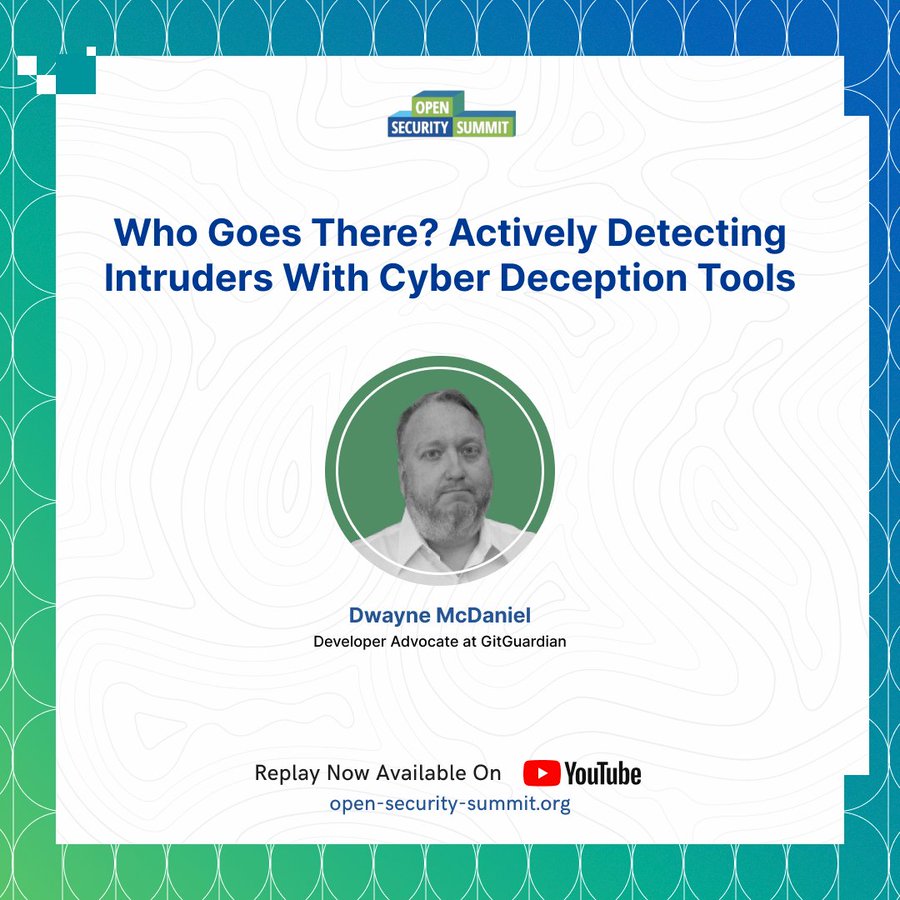 OPEN
SECURITY SUMMIT
Who Goes There? Actively Detecting
Intruders With Cyber Deception Tools
Dwayne McDaniel
Developer Advocate at GitGuardian
Replay Now Available On YouTube
open-security-summit.org